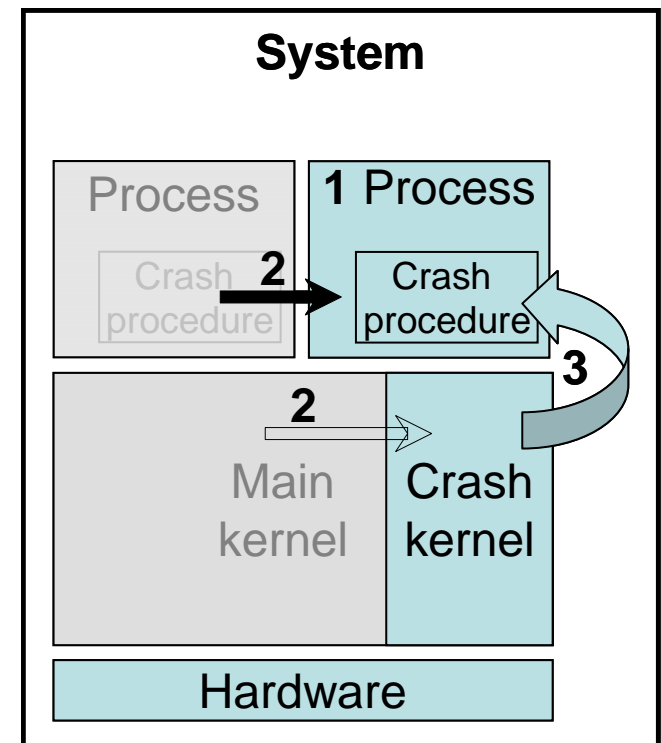 System
Process
1 Process
Crash
procedure
2
Crash
procedure
3
2
Main
kernel
Crash
kernel
Hardware